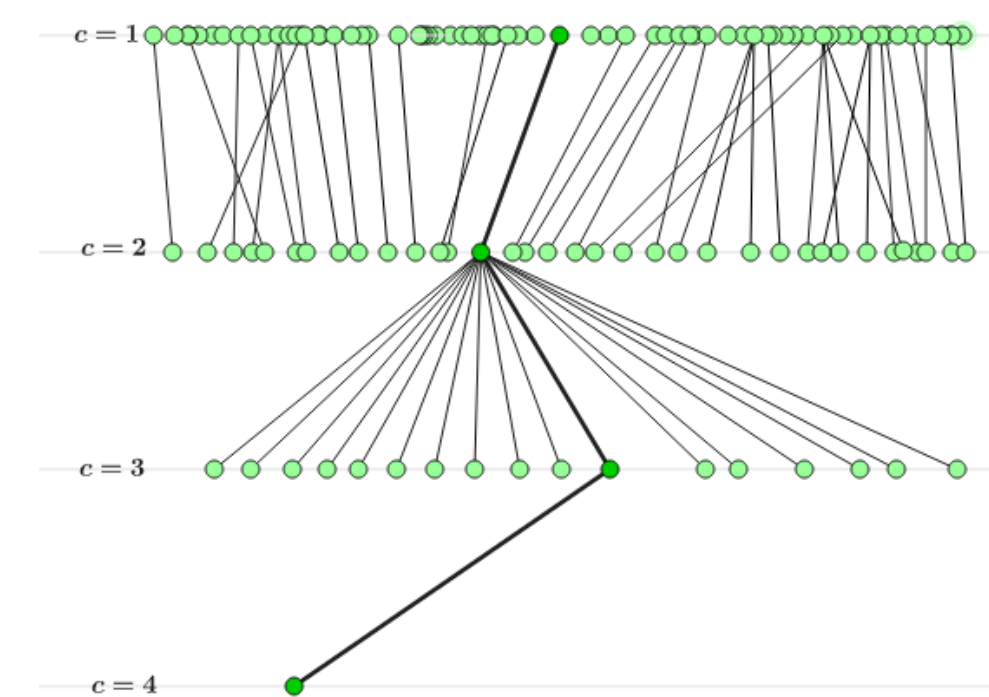 c = 1
c = 2
c = 3
c = 4